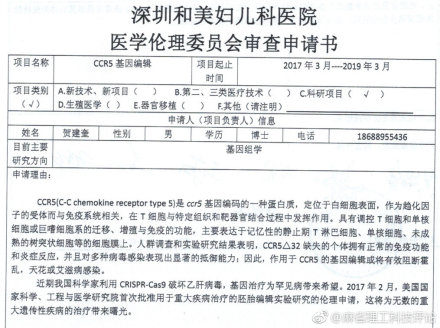 深圳和美妇儿科医院
医学伦理委员会审查申请书
项目名称 CCR5 基因编辑 项目起止时间 2017 年 3 月----2019 年 3 月
项目类别（√） A.新技术、新项目（ ） B.第二、三类医疗技术（ ） C.科研项目（ √ ）
D.生殖医学（ ） E.器官移植（ ） F.其他（请注明）
申请人（项目负责人）信息
姓名 贺建奎 性别 男 学历 博士 电话 18688955436
目前主要研究方向 基因组学
申请理由：
CCR5(C-C chemokine receptor type 5)是 ccr5 基因编码的一种蛋白质，定位于白细胞表面，作为趋化因
子的受体而与免疫系统相关，在 T 细胞与特定组织和靶器官结合过程中发挥作用。具有调控 T 细胞和单核
细胞或巨噬细胞系的迁移、增殖与免疫的功能，主要表达于记忆性的静止期 T 淋巴细胞、单核细胞、未
成熟的树突状细胞等的细胞膜上。人群调查和实验研究结果表明，CCR5△32 缺失的个体拥有正常的免疫功能
和炎症反应，并且对多种病毒感染表现出显著的抵御能力；因此，作用于 CCR5 的基因编辑或将有效阻断霍
乱，天花或艾滋病感染。
近期我国科学家利用 CRISPR-Cas9 破坏乙肝病毒，基因治疗为罕见病带来希望。2017 年 2 月，美国国
家科学、工程与医学研究院首次批准用于重大疾病治疗的胚胎编辑实验研究的伦理申请，这将为无数的重
大遗传性疾病的治疗带来曙光。